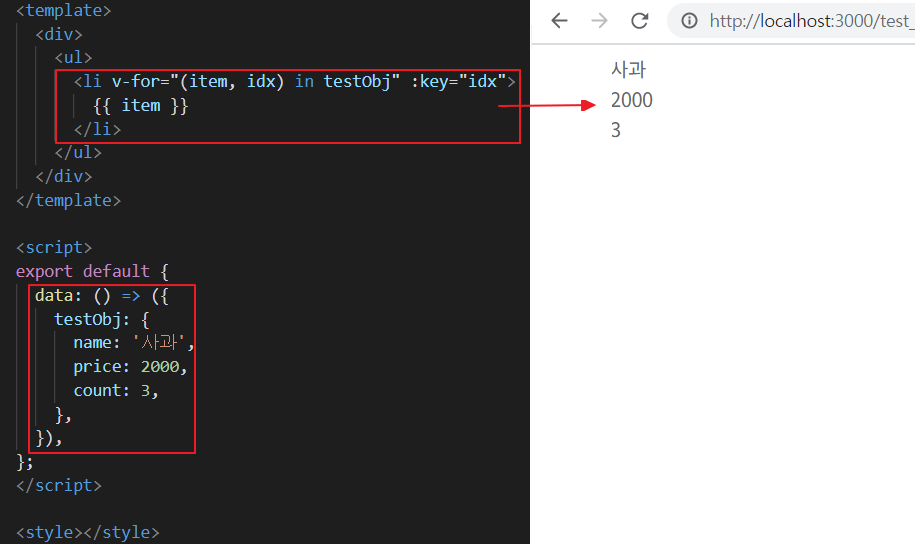 <template>
<div>
<ul>
<li v-for="(item, idx) in testObj" :key="idx">
{{ item }}
</li>
</ul>
</div>
</template>
<script>
export default {
data: () => ({
testObj: {
name: '사과',
price: 2000,
count: 3,
},
}),
};
</script>
<style></style>
http://localhost:3000/test_
사과
2000
3